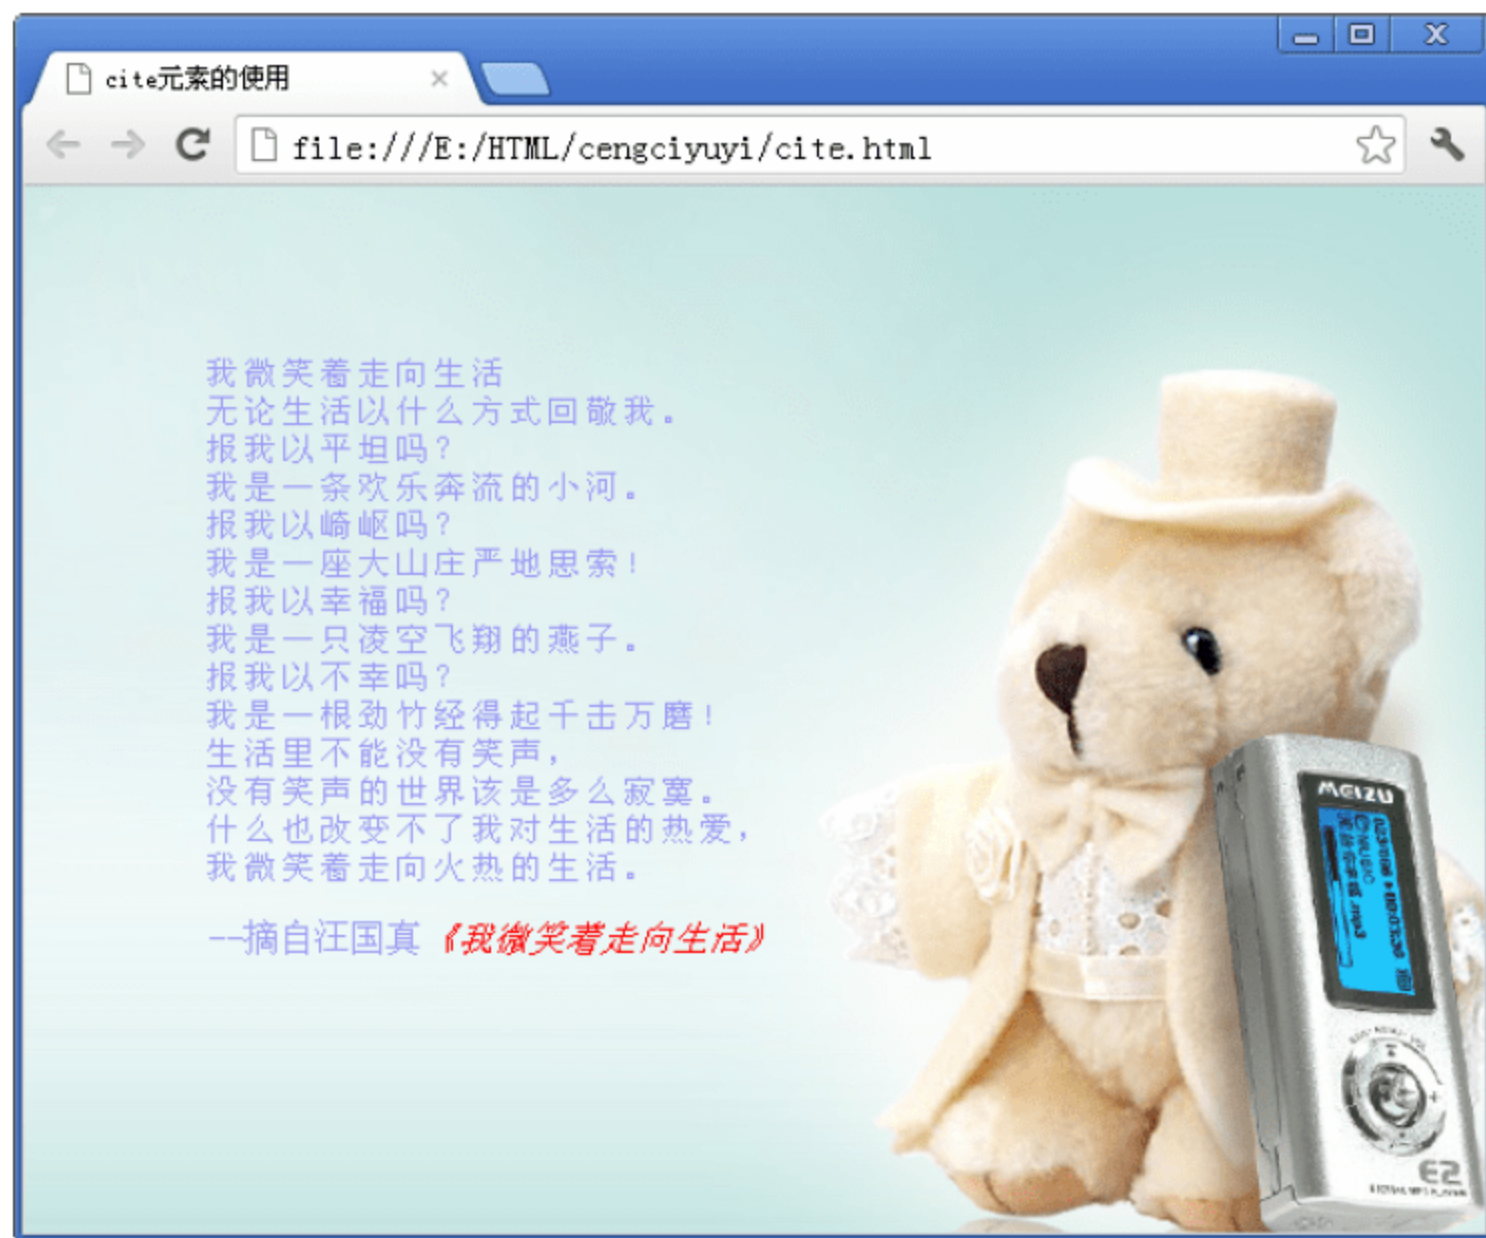 cite元素的使用
file:///E:/HTML/cengciyuyi/cite.html
我微笑着走向生活
无论生活以什么方式回敬我。
报我以平坦吗？
我是一条欢乐奔流的小河。
报我以崎岖吗？
我是一座大山庄严地思索！
报我以幸福吗？
我是一只凌空飞翔的燕子。
报我以不幸吗？
我是一根劲竹经得起千击万磨！
生活里不能没有笑声，
没有笑声的世界该是多么寂寞。
什么也改变不了我对生活的热爱，
我微笑着走向火热的生活。
--摘自汪国真《我微笑着走向生活》
MEIZU
E2